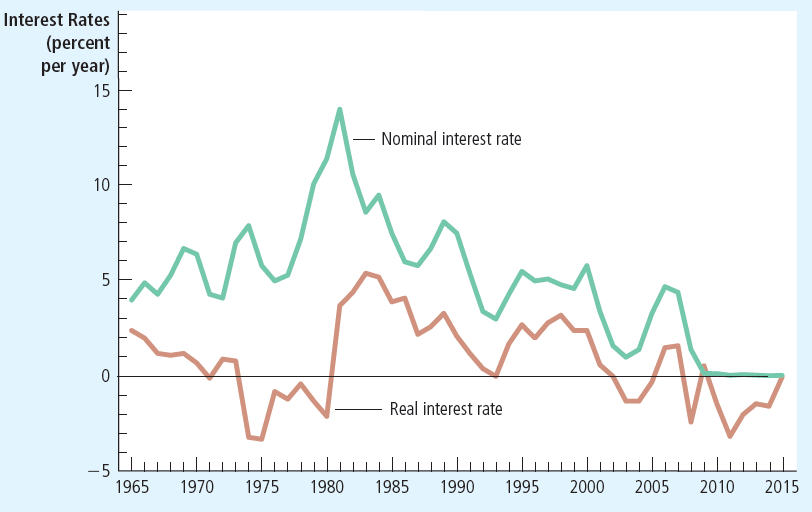 Interest Rates
(percent
per year)
15
10
5
0
−5
Nominal interest rate
Real interest rate
1965 1970 1975 1980 1985 1990 1995 2000 2005 2010 2015